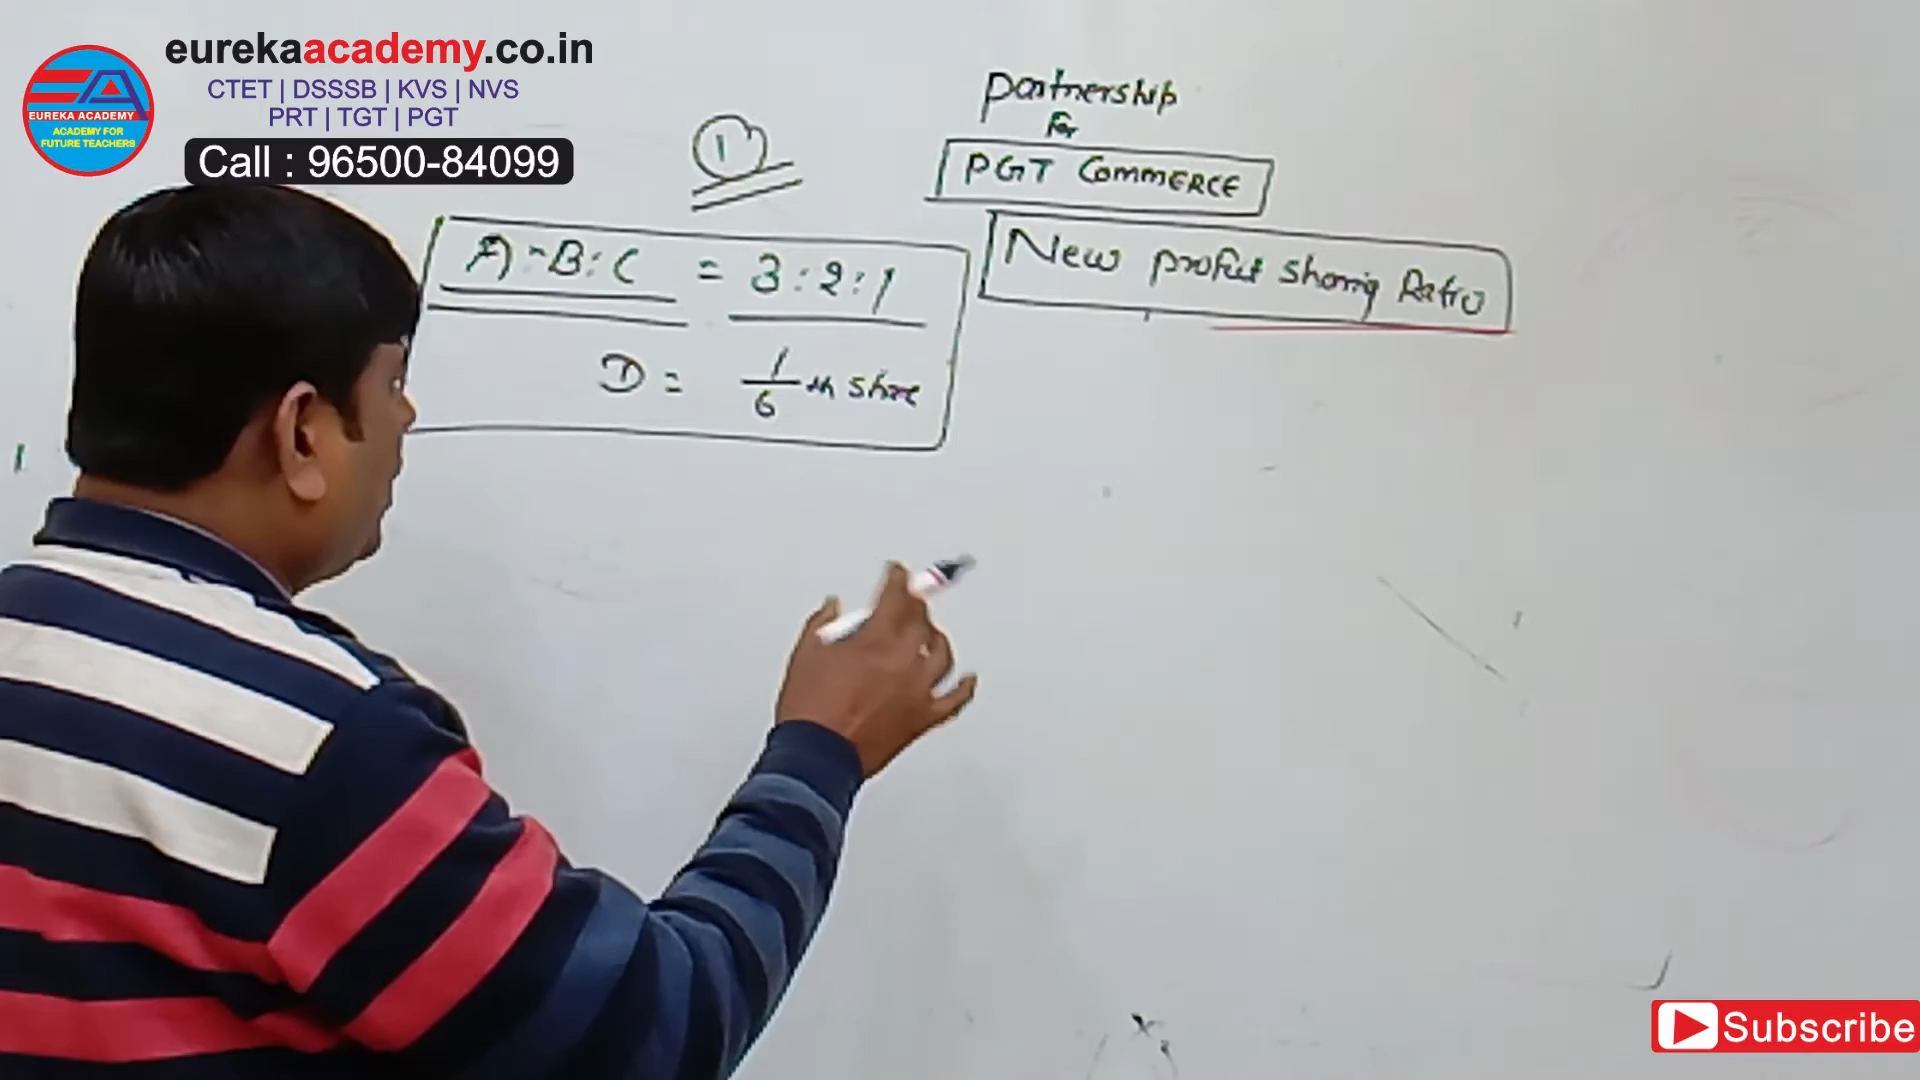 eurekaacademy.co.in
CTET | DSSSB | KVS | NVS
PRT | TGT | PGT
Call : 96500-84099
EUREKA ACADEMY
ACADEMY FOR
FUTURE TEACHERS
partnership
For
PGT COMMERCE
New profit sharing Ratio
1
A:B:C = 3:2:1
D = 1/6 th share
Subscribe